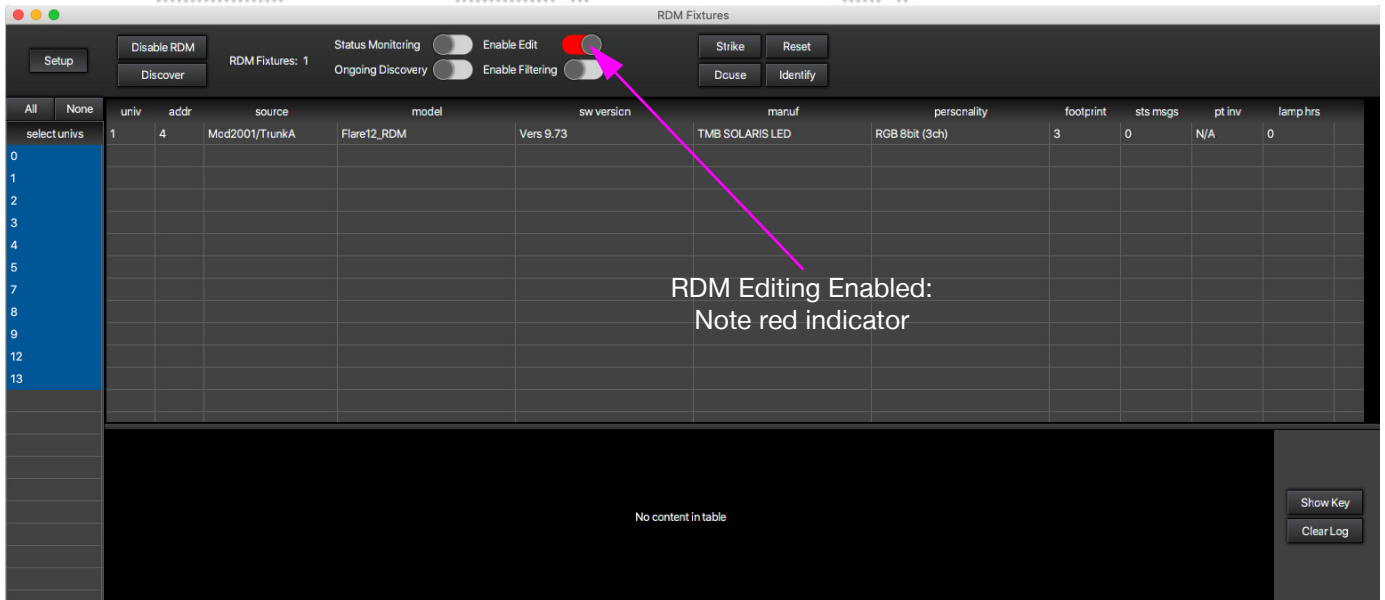 RDM Fixtures
Setup
Disable RDM
Discover
RDM Fixtures: 1
Status Monitoring
Enable Edit
Ongoing Discovery
Enable Filtering
Strike
Reset
Douse
Identify
All None
select univs
univ addr source model sw version manuf personality footprint sts msgs pt inv lamp hrs
1 4 Mod2001/TrunkA Flare12_RDM Vers 9.73 TMB SOLARIS LED RGB 8bit (3ch) 3 0 N/A 0
0
1
2
3
4
5
7
8
9
12
13
RDM Editing Enabled:
Note red indicator
No content in table
Show Key
Clear Log